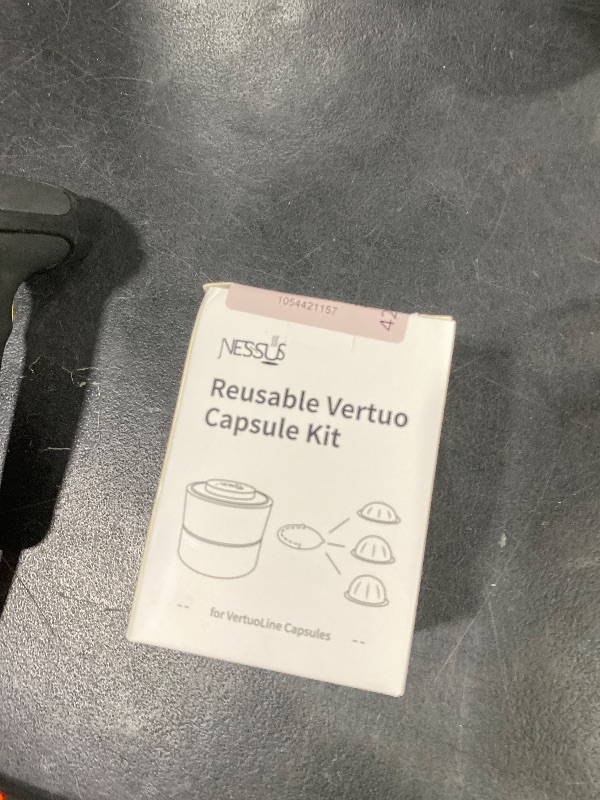 1054421157
42
NESSUS
Reusable Vertuo
Capsule Kit
-- for VertuoLine Capsules --